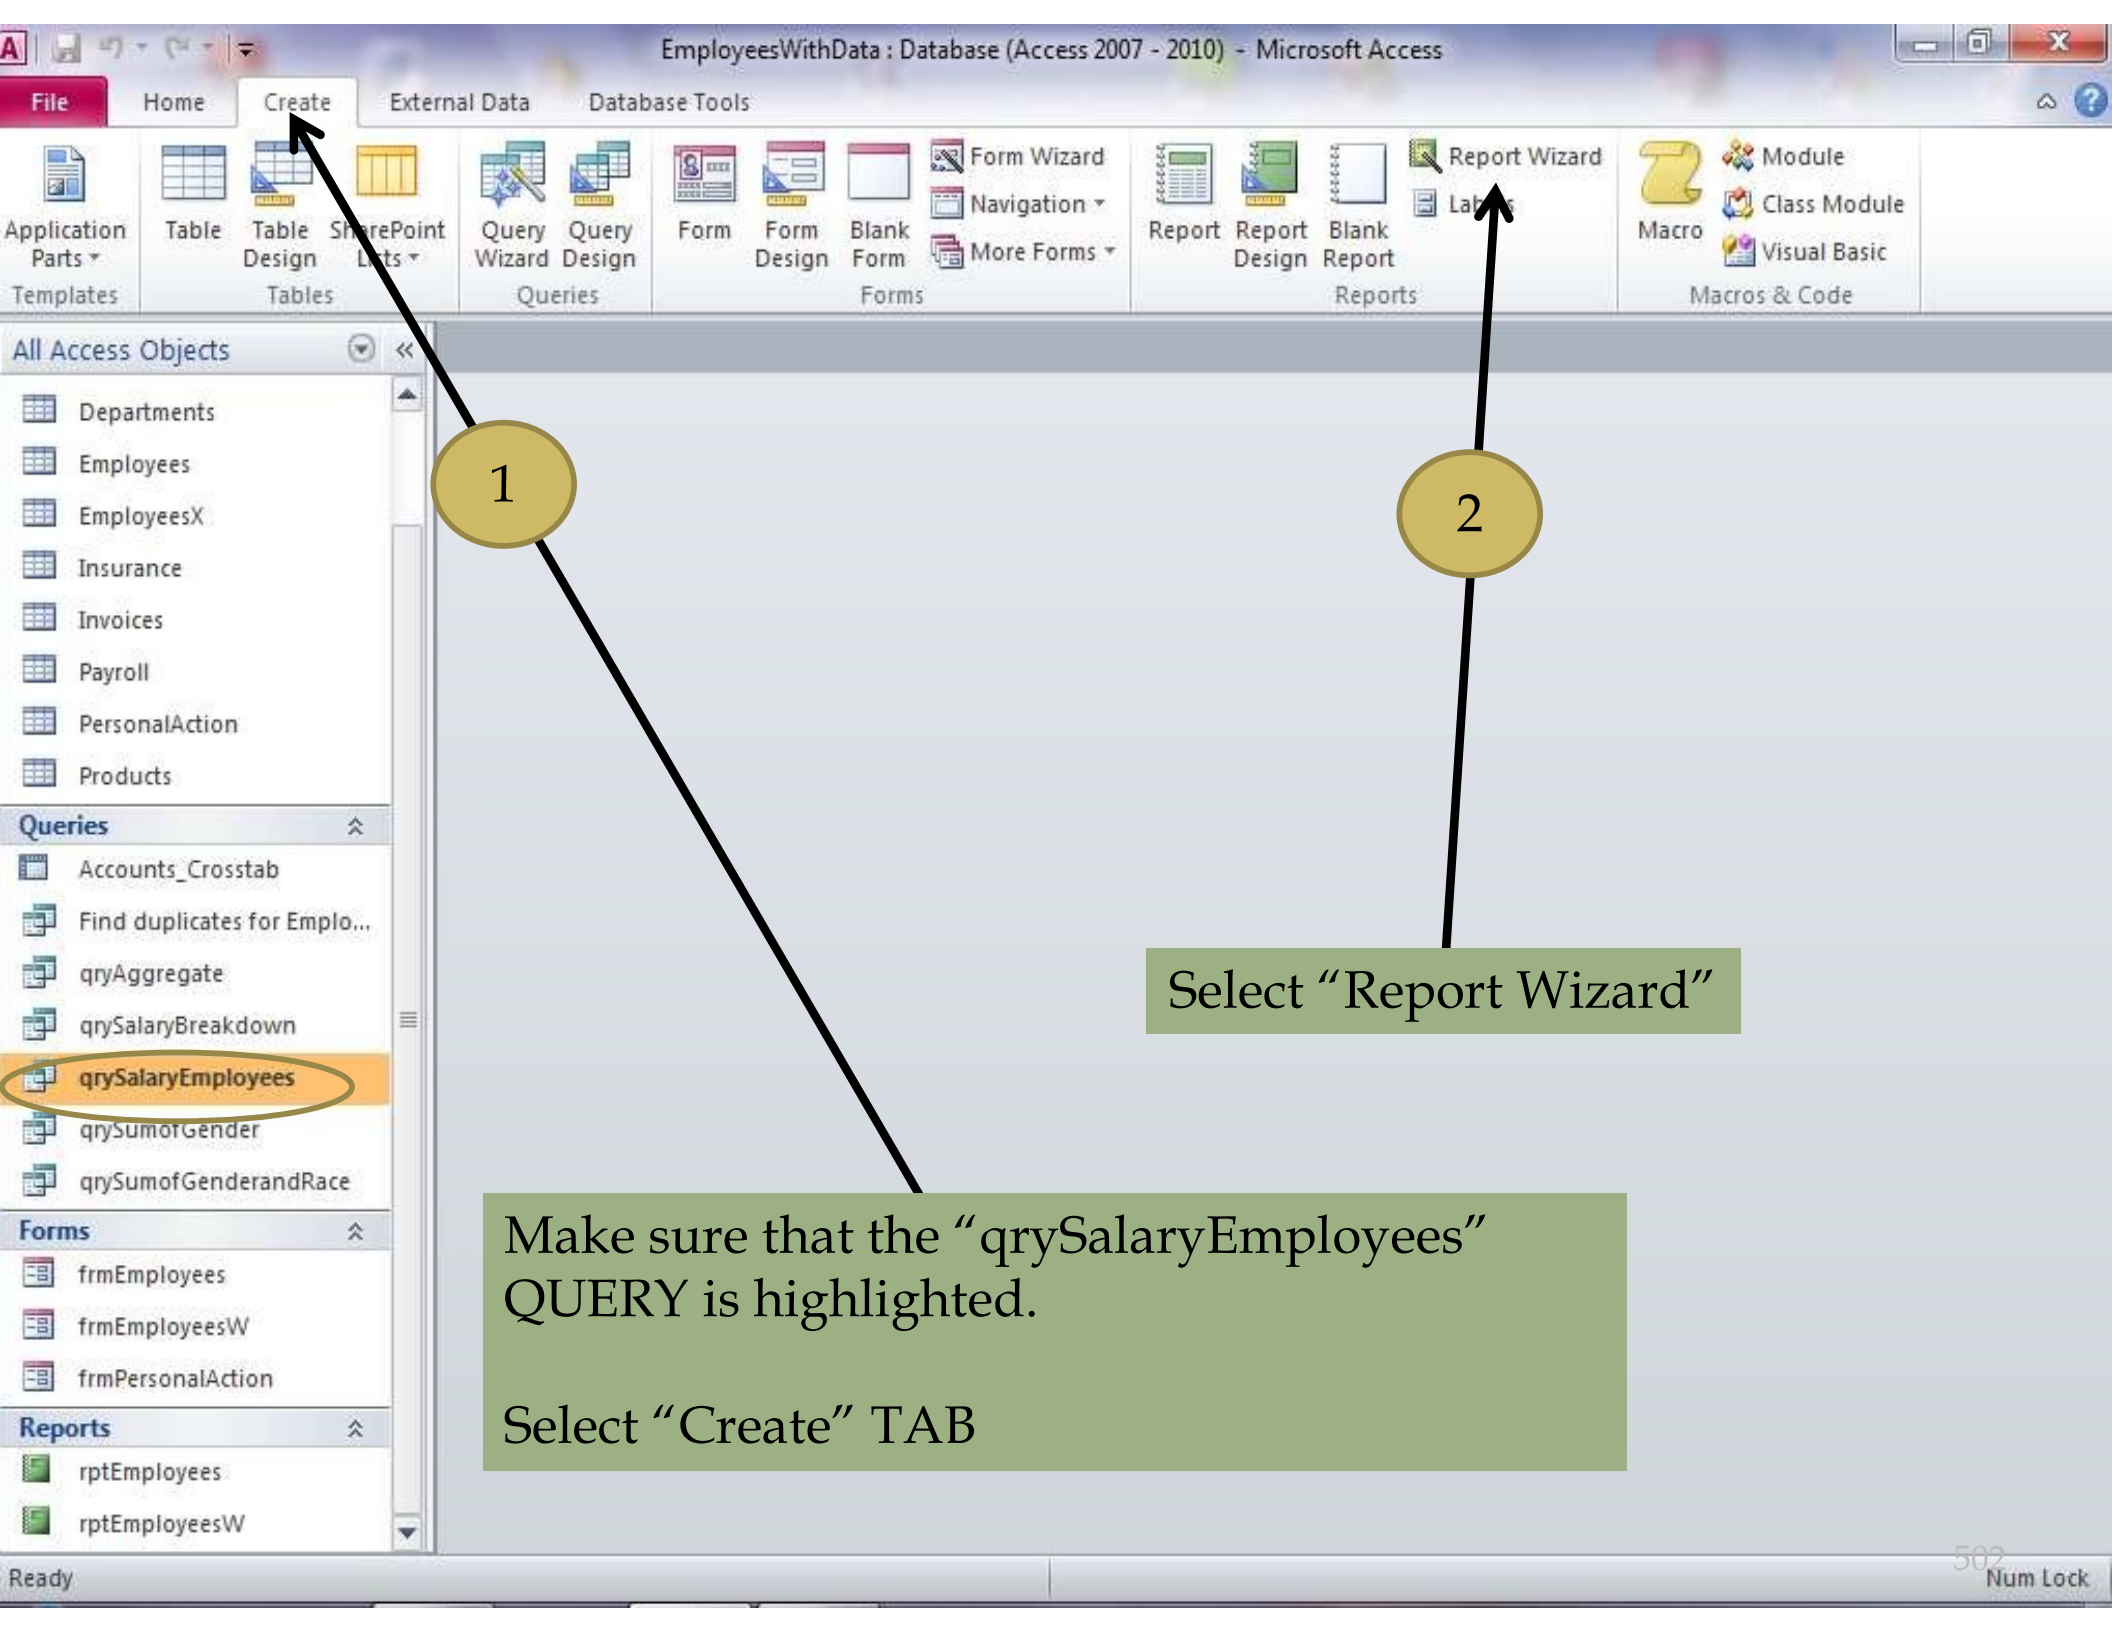 EmployeesWithData : Database (Access 2007 - 2010) - Microsoft Access
File Home Create External Data Database Tools
Application Parts
Table
Table Design
SharePoint Lists
Query Wizard
Query Design
Form
Form Design
Blank Form
Form Wizard
Navigation
More Forms
Report
Report Design
Blank Report
Report Wizard
Labels
Macro
Module
Class Module
Visual Basic
Templates Tables Queries Forms Reports Macros & Code
All Access Objects
Departments
Employees
EmployeesX
Insurance
Invoices
Payroll
PersonalAction
Products
Queries
Accounts_Crosstab
Find duplicates for Emplo...
qryAggregate
qrySalaryBreakdown
qrySalaryEmployees
qrySumofGender
qrySumofGenderandRace
Forms
frmEmployees
frmEmployeesW
frmPersonalAction
Reports
rptEmployees
rptEmployeesW
1
2
Select “Report Wizard”
Make sure that the “qrySalaryEmployees”
QUERY is highlighted.
Select “Create” TAB
502
Ready
Num Lock